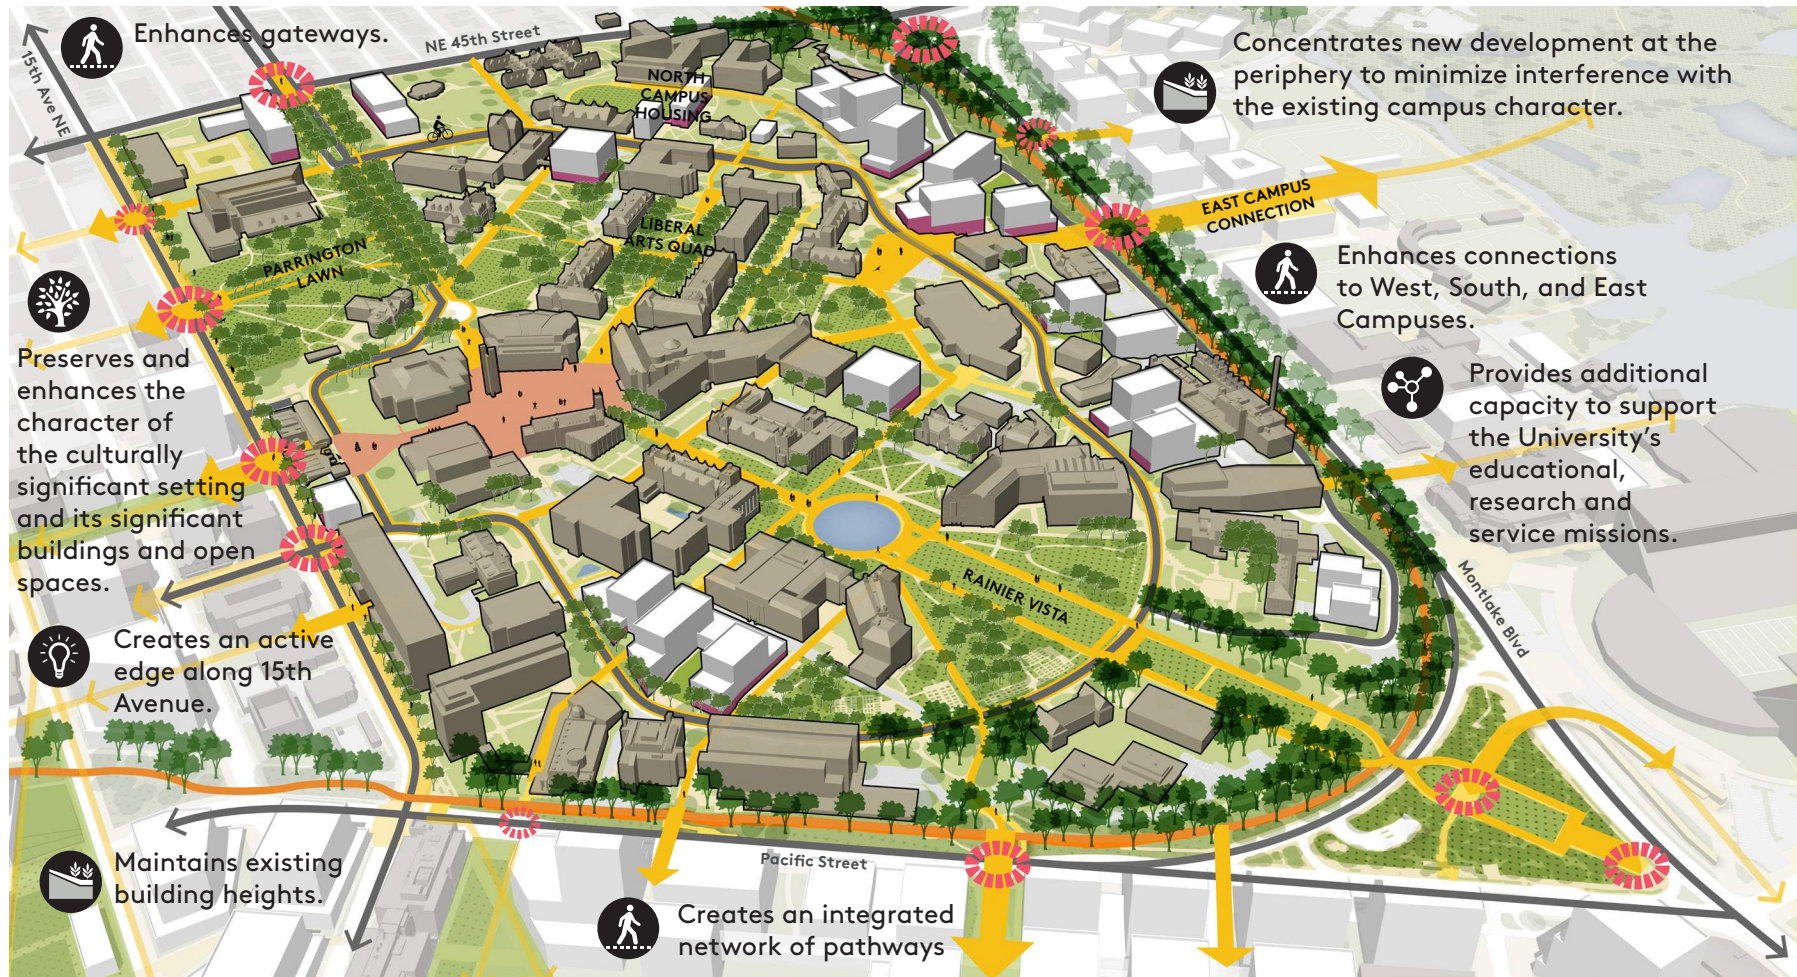 Enhances gateways.
NE 45th Street
15th Ave NE
NORTH
CAMPUS
HOUSING
Concentrates new development at the
periphery to minimize interference with
the existing campus character.
EAST CAMPUS
CONNECTION
LIBERAL
ARTS QUAD
PARRINGTON
LAWN
Enhances connections
to West, South, and East
Campuses.
Preserves and
enhances the
character of
the culturally
significant setting
and its significant
buildings and open
spaces.
Provides additional
capacity to support
the University’s
educational,
research and
service missions.
RAINIER VISTA
Montlake Blvd
Creates an active
edge along 15th
Avenue.
Maintains existing
building heights.
Pacific Street
Creates an integrated
network of pathways